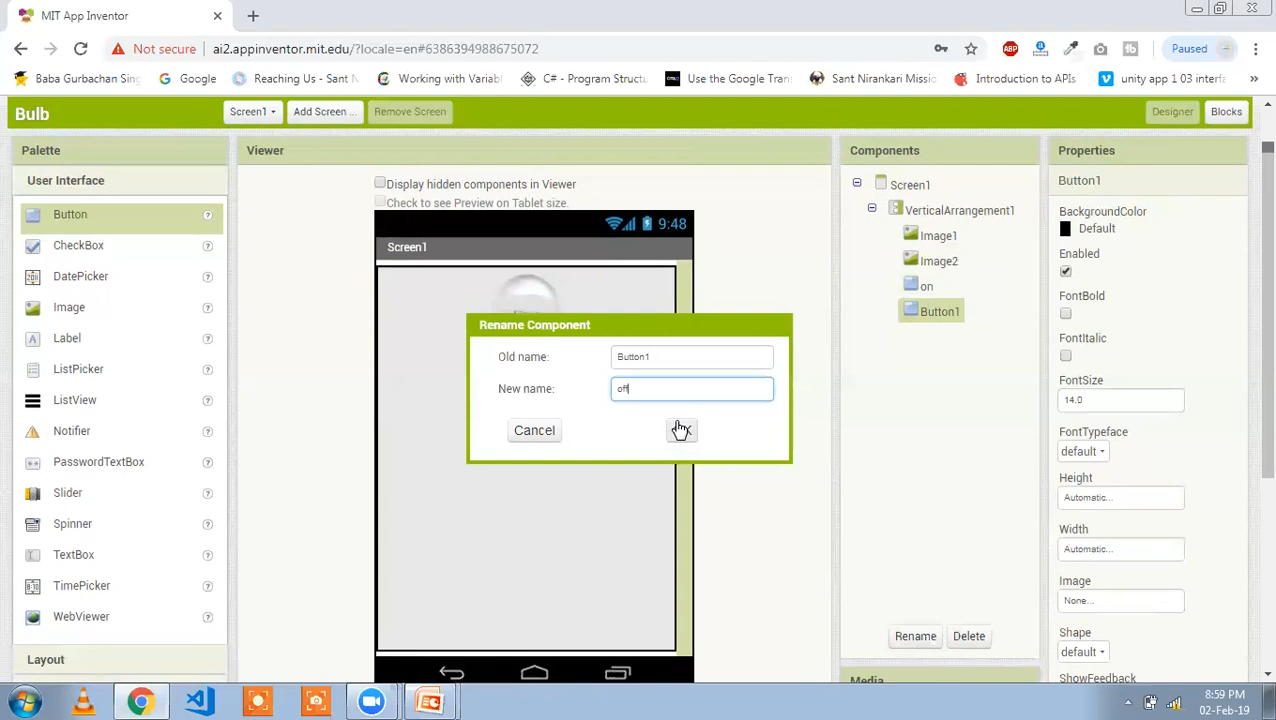 MIT App Inventor
Not secure
ai2.appinventor.mit.edu/?locale=en#6386394988675072
ABP
Paused
Baba Gurbachan Sin
Google
Reaching Us - Sant N
Working with Variabl
C# - Program Structu
Use the Google Tran
Sant Nirankari Missio
Introduction to APIs
unity app 1 03 interfa
»
Bulb
Screen1
Add Screen ...
Remove Screen
Designer
Blocks
Palette
Viewer
Components
Properties
User Interface
Button
?
CheckBox
?
DatePicker
?
Image
?
Label
?
ListPicker
?
ListView
?
Notifier
?
PasswordTextBox
?
Slider
?
Spinner
?
TextBox
?
TimePicker
?
WebViewer
?
Layout
Display hidden components in Viewer
Check to see Preview on Tablet size.
9:48
Screen1
Rename Component
Old name:
Button1
New name:
off
Cancel
Screen1
VerticalArrangement1
Image1
Image2
on
Button1
Rename
Delete
Media
Button1
BackgroundColor
Default
Enabled
FontBold
FontItalic
FontSize
14.0
FontTypeface
default
Height
Automatic...
Width
Automatic...
Image
None...
Shape
default
ShowFeedback
8:59 PM
02-Feb-19